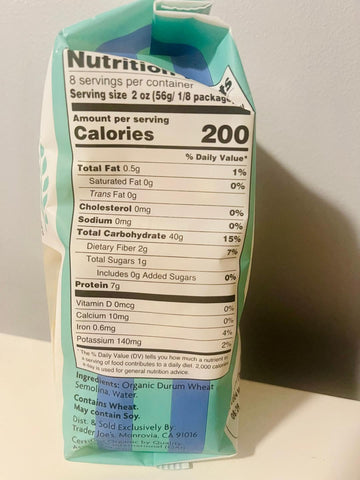 Nutrition
8 servings per container
Serving size 2 oz (56g/ 1/8 package
Amount per serving
Calories 200
% Daily Value*
Total Fat 0.5g 1%
Saturated Fat 0g 0%
Trans Fat 0g
Cholesterol 0mg 0%
Sodium 0mg 0%
Total Carbohydrate 40g 15%
Dietary Fiber 2g 7%
Total Sugars 1g
Includes 0g Added Sugars 0%
Protein 7g
Vitamin D 0mcg 0%
Calcium 10mg 0%
Iron 0.6mg 4%
Potassium 140mg 2%
*The % Daily Value (DV) tells you how much a nutrient in
a serving of food contributes to a daily diet. 2,000 calories
a day is used for general nutrition advice.
Ingredients: Organic Durum Wheat
Semolina, Water.
Contains Wheat.
May contain Soy.
Dist. & Sold Exclusively By:
Trader Joe's, Monrovia, CA 91016
Organic by Quality